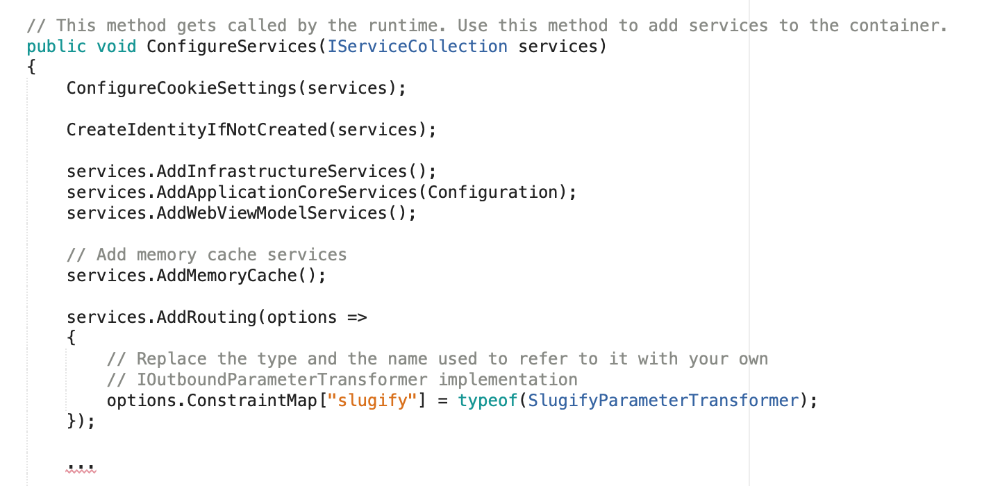 // This method gets called by the runtime. Use this method to add services to the container.
public void ConfigureServices(IServiceCollection services)
{
    ConfigureCookieSettings(services);

    CreateIdentityIfNotCreated(services);

    services.AddInfrastructureServices();
    services.AddApplicationCoreServices(Configuration);
    services.AddWebViewModelServices();

    // Add memory cache services
    services.AddMemoryCache();

    services.AddRouting(options =>
    {
        // Replace the type and the name used to refer to it with your own
        // IOutboundParameterTransformer implementation
        options.ConstraintMap["slugify"] = typeof(SlugifyParameterTransformer);
    });

    ...